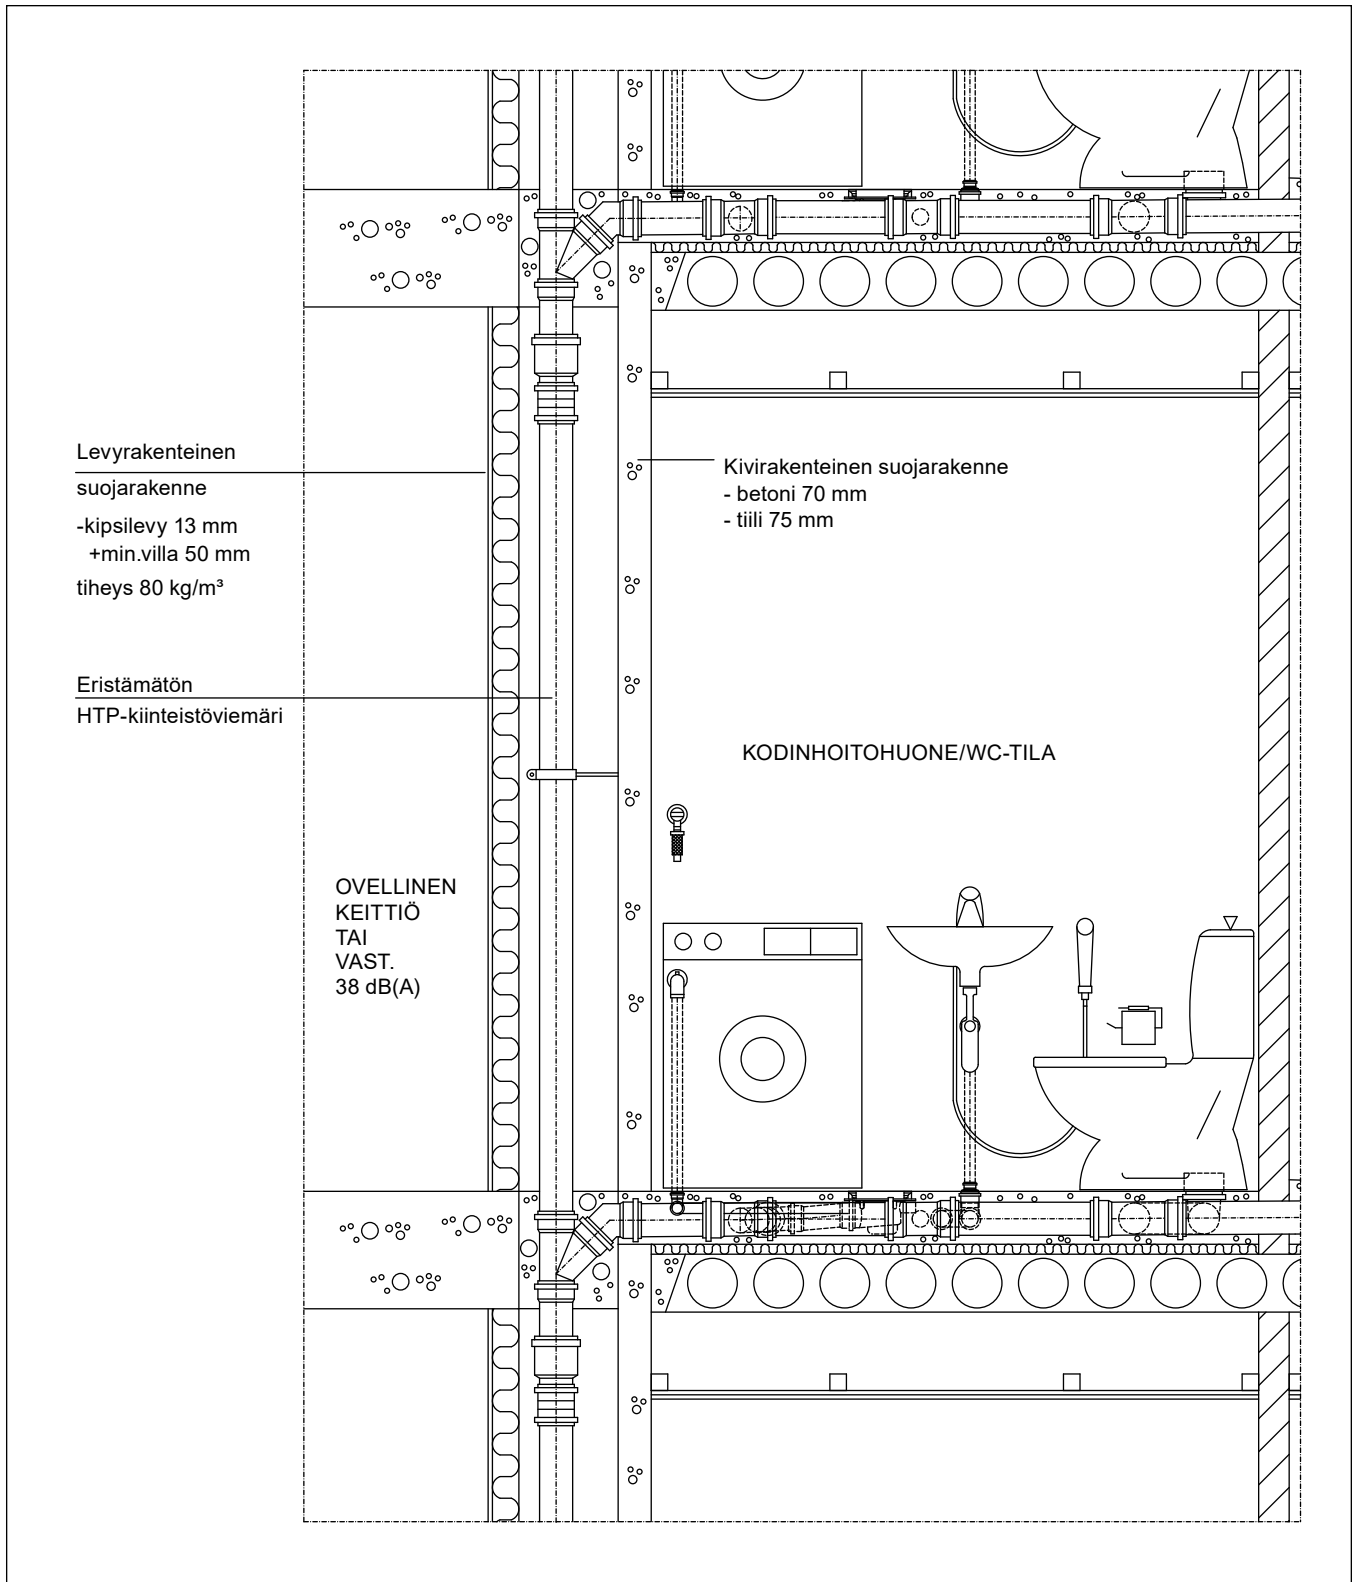 Levyrakenteinen
suojarakenne
-kipsilevy 13 mm
+min.villa 50 mm
tiheys 80 kg/m³
Kivirakenteinen suojarakenne
- betoni 70 mm
- tiili 75 mm
Eristämätön
HTP-kiinteistöviemäri
KODINHOITOHUONE/WC-TILA
OVELLINEN
KEITTIÖ
TAI
VAST.
38 dB(A)